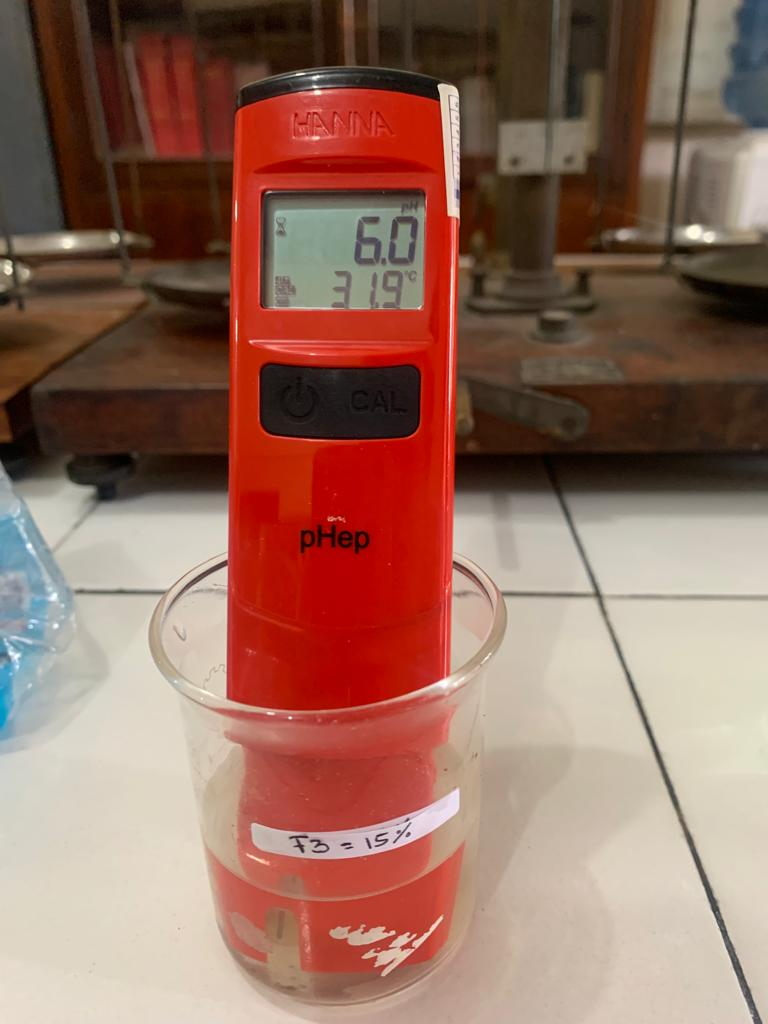 HANNA
pH
6.0
31.9 °C
CAL
pHep
F3 = 15%